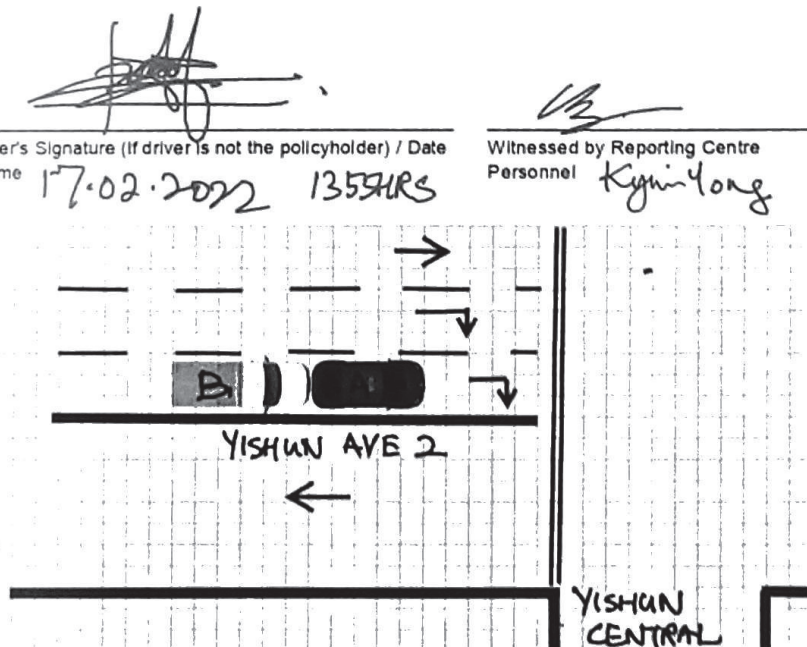 er's Signature (If driver is not the policyholder) / Date
me 17.02.2022 1355HRS
Witnessed by Reporting Centre
Personnel Kyin Yong
B A
YISHUN AVE 2
YISHUN
CENTRAL